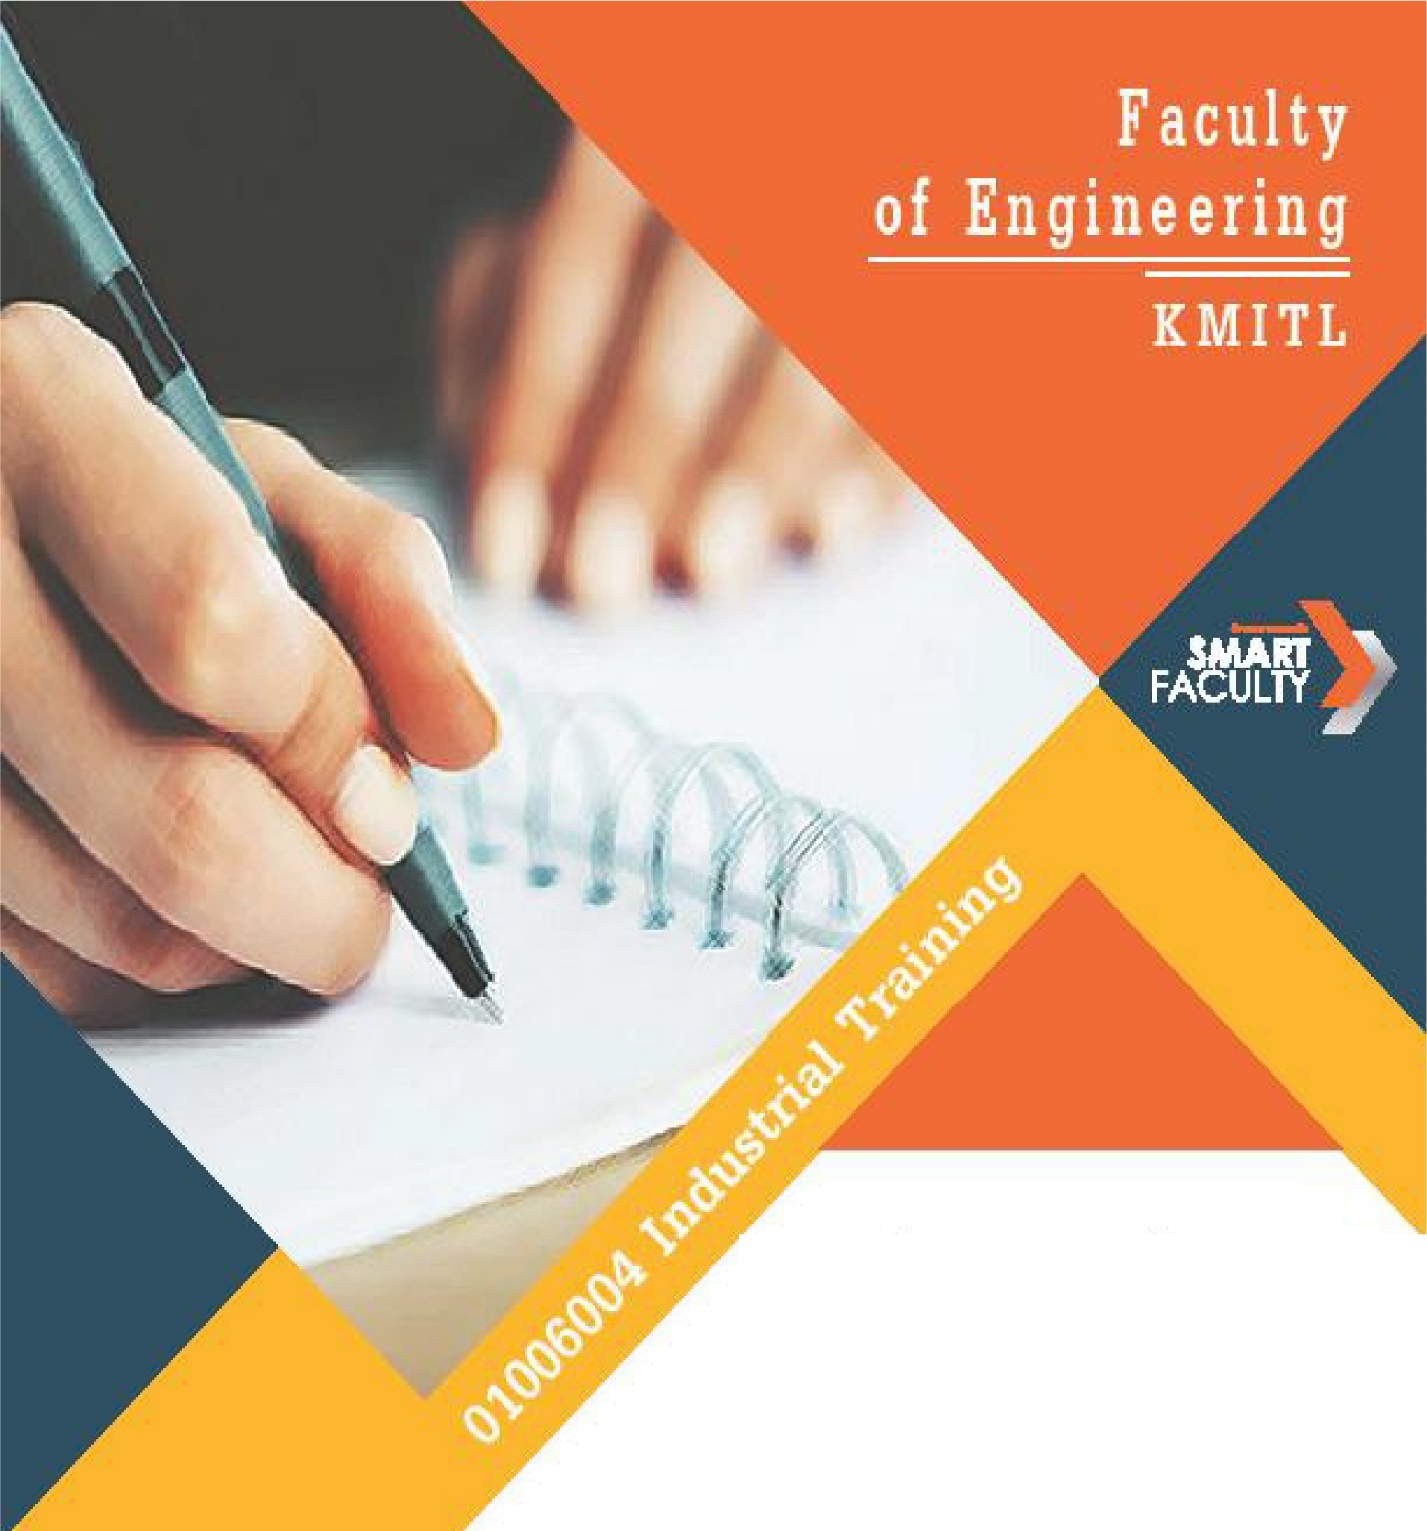 Faculty
of Engineering
KMITL
SMART
FACULTY
01006004 Industrial Training